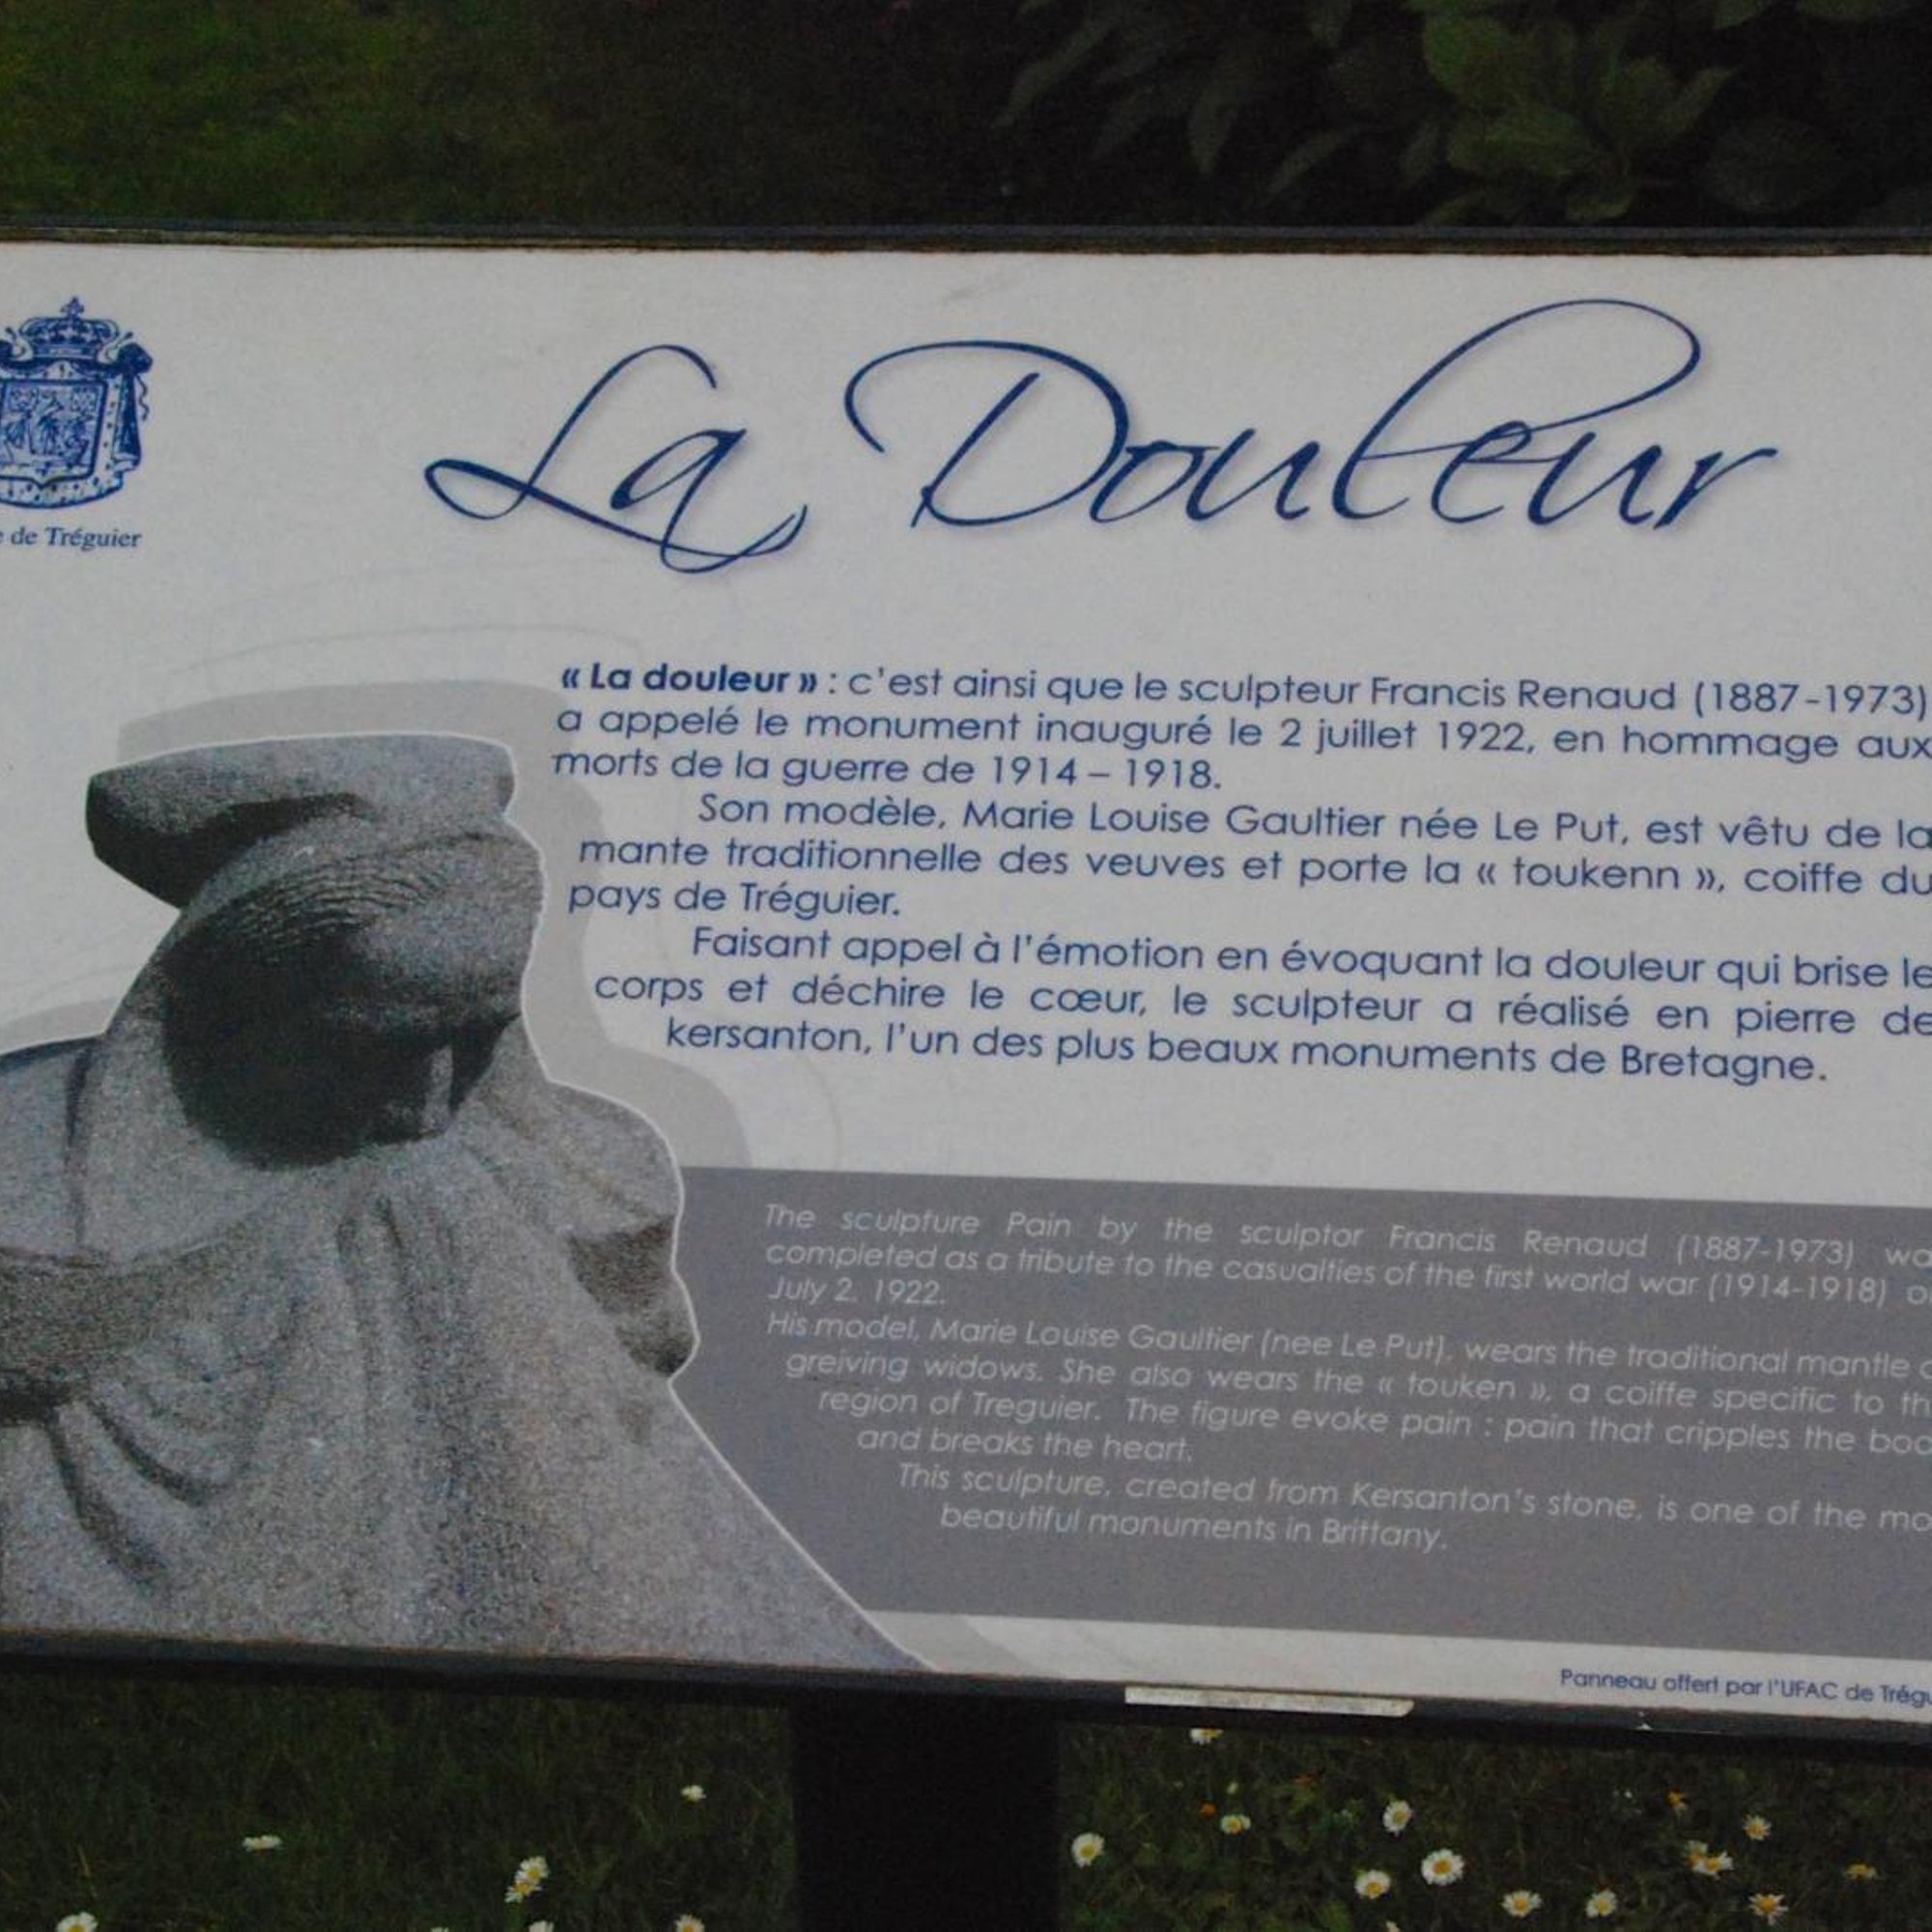 La Douleur
de Tréguier
« La douleur » : c'est ainsi que le sculpteur Francis Renaud (1887-1973)
a appelé le monument inauguré le 2 juillet 1922, en hommage aux
morts de la guerre de 1914 – 1918.
Son modèle, Marie Louise Gaultier née Le Put, est vêtu de la
mante traditionnelle des veuves et porte la « toukenn », coiffe du
pays de Tréguier.
Faisant appel à l'émotion en évoquant la douleur qui brise le
corps et déchire le cœur, le sculpteur a réalisé en pierre de
kersanton, l'un des plus beaux monuments de Bretagne.
The sculpture Pain by the sculptor Francis Renaud (1887-1973)
completed as a tribute to the casualties of the first world war (1914-1918)
July 2, 1922.
His model, Marie Louise Gaultier (nee Le Put), wears the traditional mantle
greiving widows. She also wears the « touken », a coiffe specific to
region of Treguier. The figure evoke pain : pain that cripples the
and breaks the heart.
This sculpture, created from Kersanton's stone, is one of the
beautiful monuments in Brittany.
Panneau offert par l'UFAC de